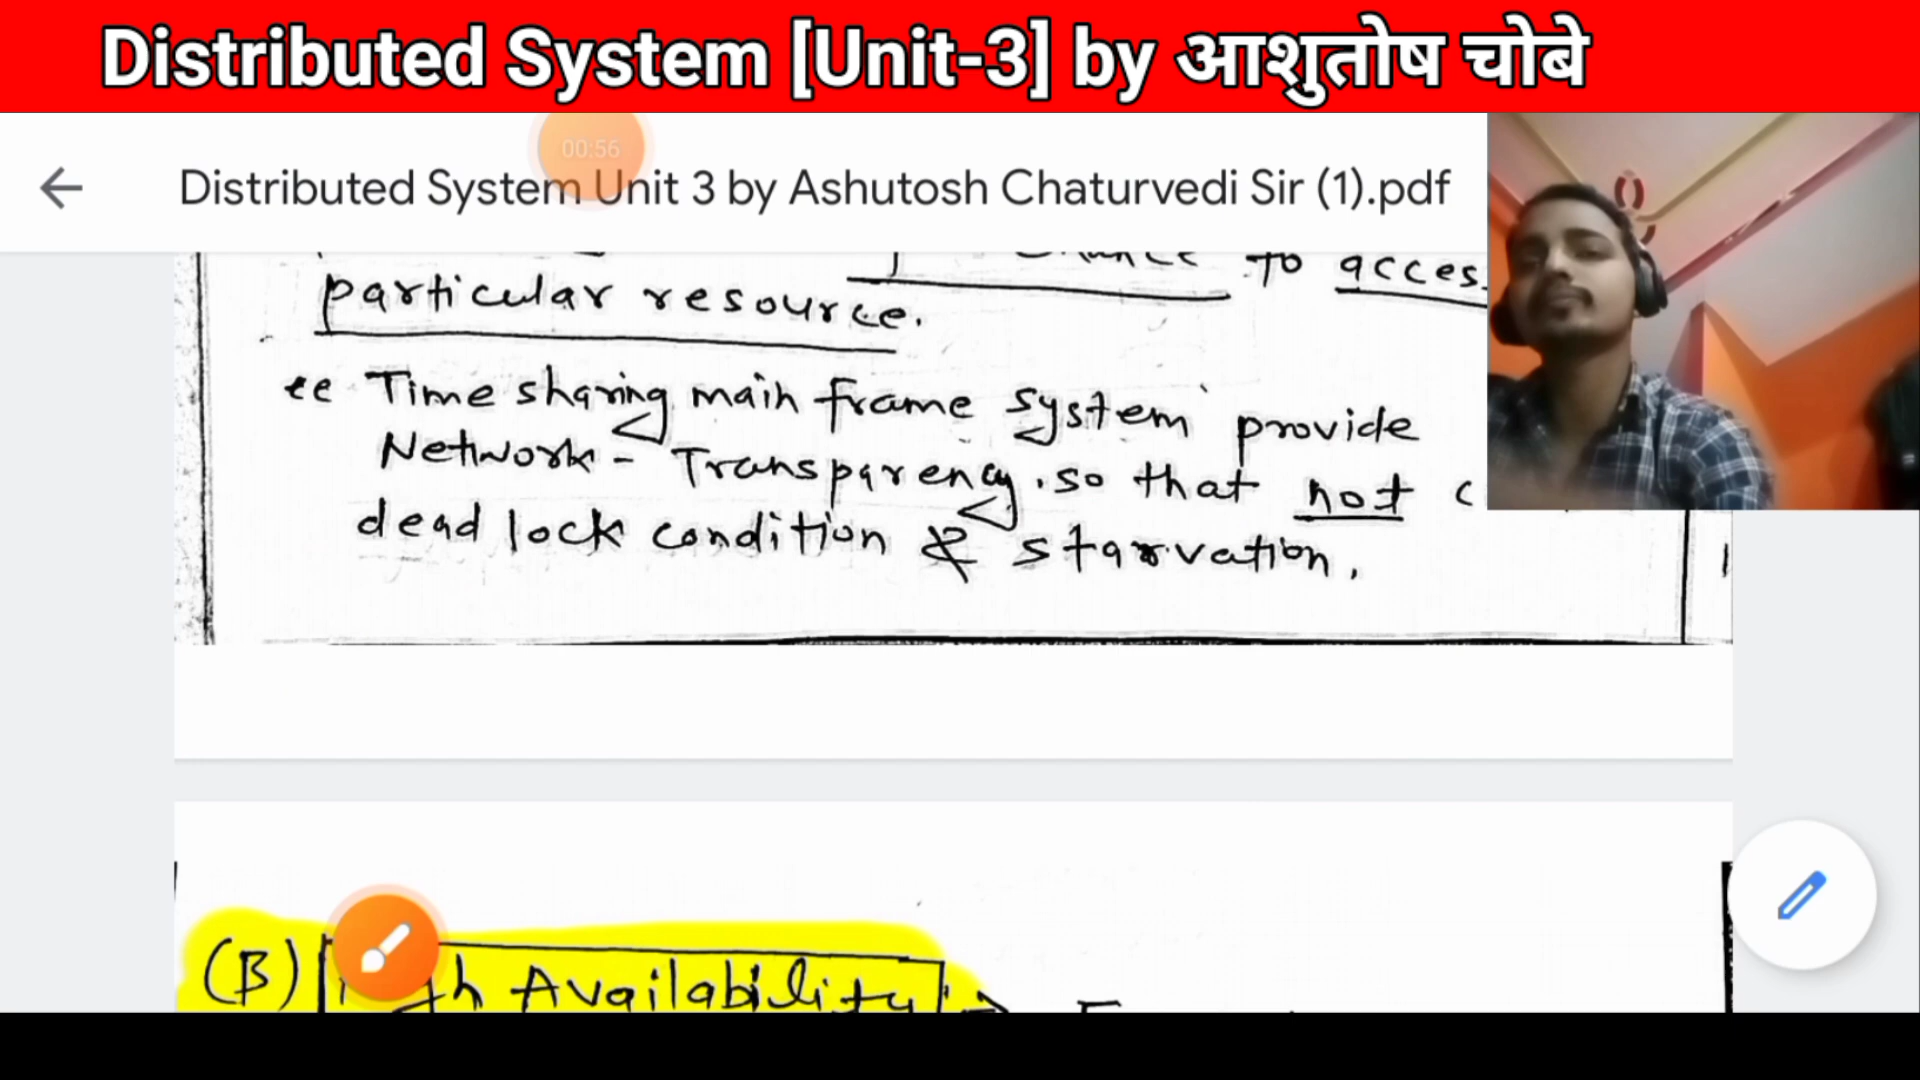 Distributed System [Unit-3] by आशुतोष चोबे
00:56
Distributed System Unit 3 by Ashutosh Chaturvedi Sir (1).pdf
to acces
particular resource.
Time sharing main frame system provide
Network - Transparency. so that not c
dead lock condition & starvation.
(B) Availability